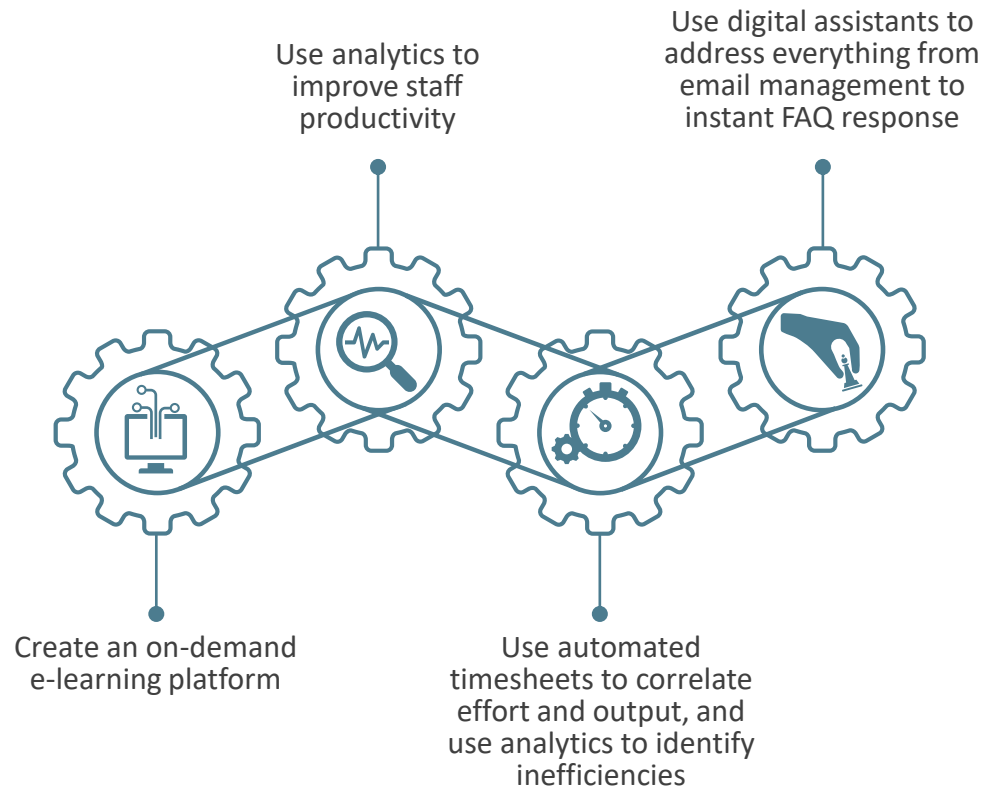 Use analytics to
improve staff
productivity
Use digital assistants to
address everything from
email management to
instant FAQ response
Create an on-demand
e-learning platform
Use automated
timesheets to correlate
effort and output, and
use analytics to identify
inefficiencies